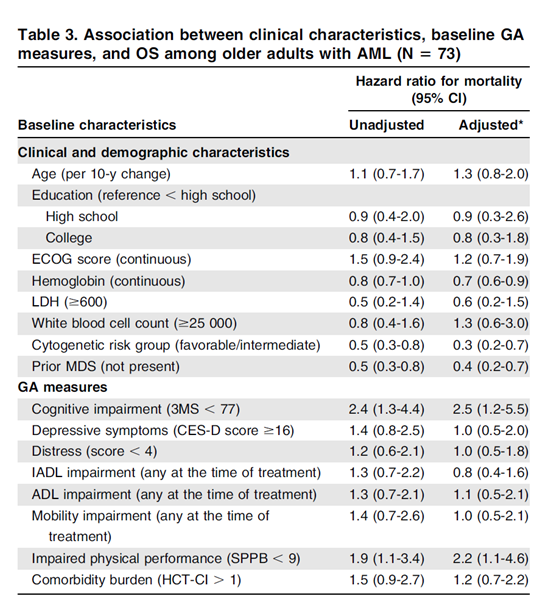 Table 3. Association between clinical characteristics, baseline GA
measures, and OS among older adults with AML (N = 73)
Hazard ratio for mortality
(95% CI)
Baseline characteristics Unadjusted Adjusted*
Clinical and demographic characteristics
Age (per 10-y change) 1.1 (0.7-1.7) 1.3 (0.8-2.0)
Education (reference < high school)
High school 0.9 (0.4-2.0) 0.9 (0.3-2.6)
College 0.8 (0.4-1.5) 0.8 (0.3-1.8)
ECOG score (continuous) 1.5 (0.9-2.4) 1.2 (0.7-1.9)
Hemoglobin (continuous) 0.8 (0.7-1.0) 0.7 (0.6-0.9)
LDH (≥600) 0.5 (0.2-1.4) 0.6 (0.2-1.5)
White blood cell count (≥25 000) 0.8 (0.4-1.6) 1.3 (0.6-3.0)
Cytogenetic risk group (favorable/intermediate) 0.5 (0.3-0.8) 0.3 (0.2-0.7)
Prior MDS (not present) 0.5 (0.3-0.8) 0.4 (0.2-0.7)
GA measures
Cognitive impairment (3MS < 77) 2.4 (1.3-4.4) 2.5 (1.2-5.5)
Depressive symptoms (CES-D score ≥16) 1.4 (0.8-2.5) 1.0 (0.5-2.0)
Distress (score < 4) 1.2 (0.6-2.1) 1.0 (0.5-1.8)
IADL impairment (any at the time of treatment) 1.3 (0.7-2.2) 0.8 (0.4-1.6)
ADL impairment (any at the time of treatment) 1.3 (0.7-2.1) 1.1 (0.5-2.1)
Mobility impairment (any at the time of 1.4 (0.7-2.6) 1.0 (0.5-2.1)
treatment)
Impaired physical performance (SPPB < 9) 1.9 (1.1-3.4) 2.2 (1.1-4.6)
Comorbidity burden (HCT-CI > 1) 1.5 (0.9-2.7) 1.2 (0.7-2.2)